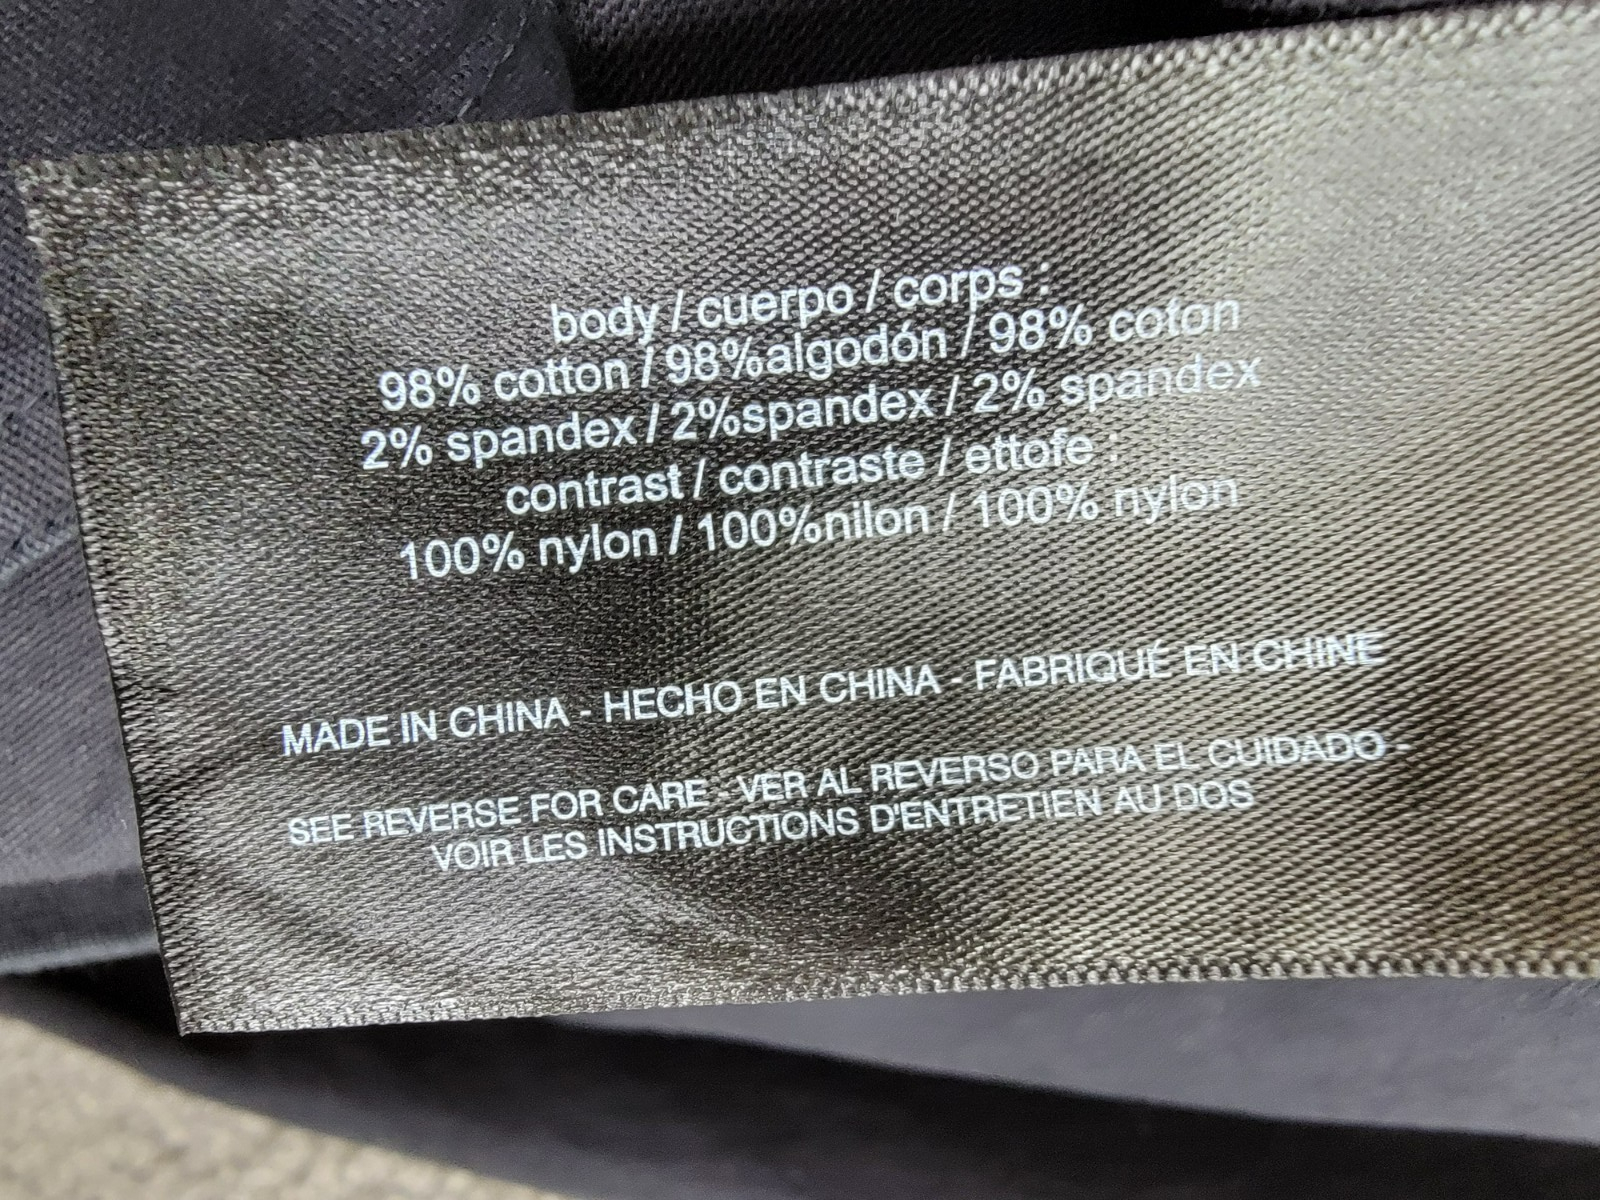 body / cuerpo / corps :
98% cotton / 98%algodón / 98% coton
2% spandex / 2%spandex / 2% spandex
contrast / contraste / ettofe :
100% nylon / 100%nilon / 100% nylon
MADE IN CHINA - HECHO EN CHINA - FABRIQUÉ EN CHINE
SEE REVERSE FOR CARE - VER AL REVERSO PARA EL CUIDADO -
VOIR LES INSTRUCTIONS D'ENTRETIEN AU DOS